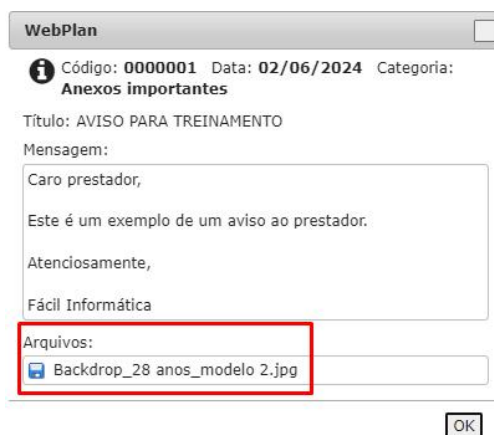 WebPlan
Código: 0000001 Data: 02/06/2024 Categoria:
Anexos importantes
Título: AVISO PARA TREINAMENTO
Mensagem:
Caro prestador,
Este é um exemplo de um aviso ao prestador.
Atenciosamente,
Fácil Informática
Arquivos:
Backdrop_28 anos_modelo 2.jpg
OK